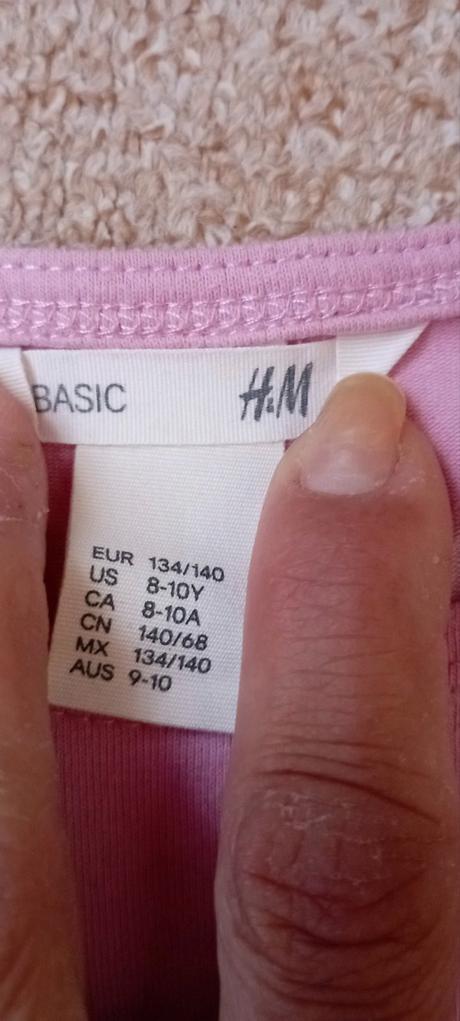 BASIC H&M
EUR 134/140
US 8-10Y
CA 8-10A
CN 140/68
MX 134/140
AUS 9-10